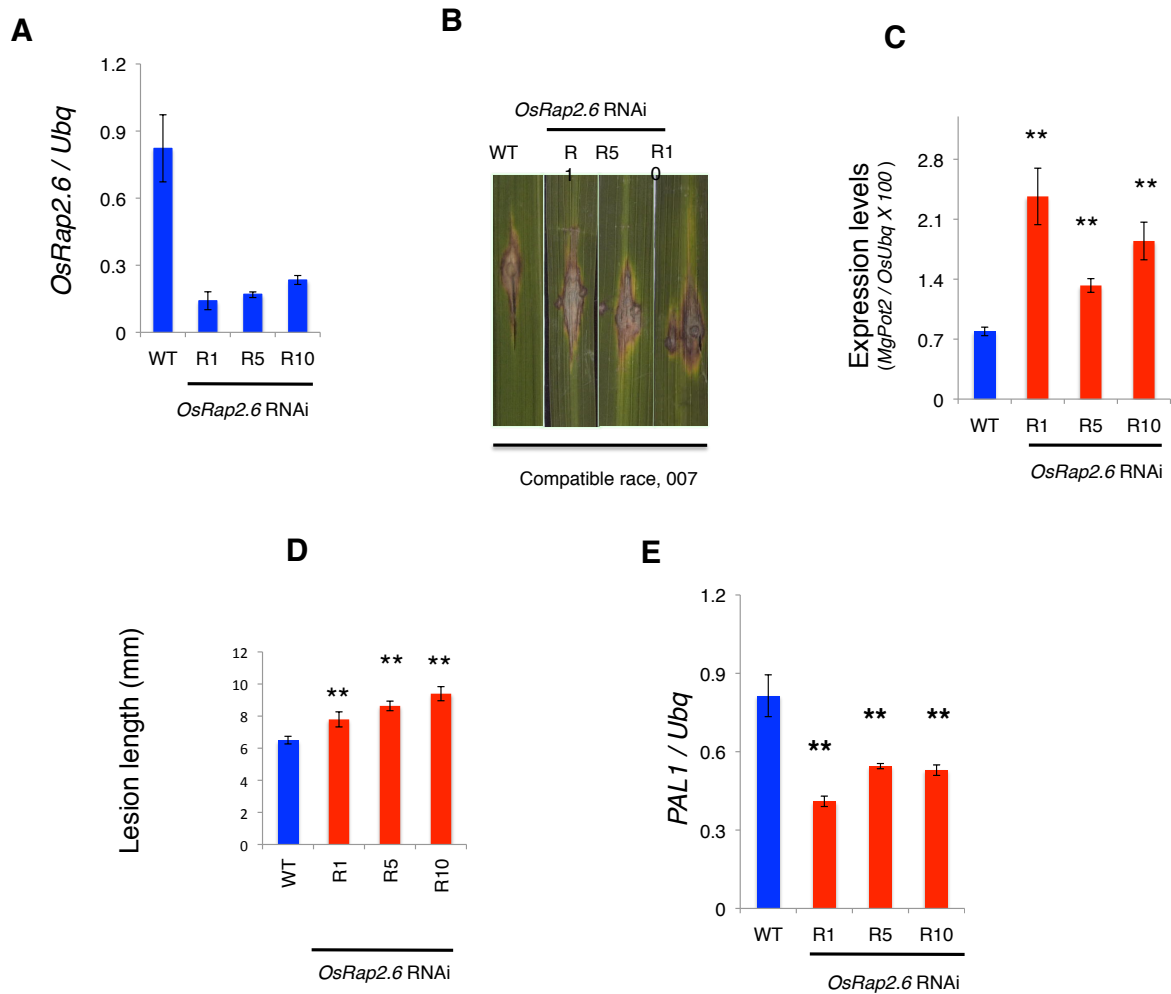 A
OsRap2.6 / Ubq
1.2
0.9
0.6
0.3
0
WT R1 R5 R10
OsRap2.6 RNAi
B
OsRap2.6 RNAi
WT R1 R5 R10
Compatible race, 007
C
Expression levels
(MgPot2 / OsUbq X 100 )
2.8
2.1
1.4
0.7
0
** ** **
WT R1 R5 R10
OsRap2.6 RNAi
D
Lesion length (mm)
12
10
8
6
4
2
0
** ** **
WT R1 R5 R10
OsRap2.6 RNAi
E
PAL1 / Ubq
1.2
0.9
0.6
0.3
0
** ** **
WT R1 R5 R10
OsRap2.6 RNAi